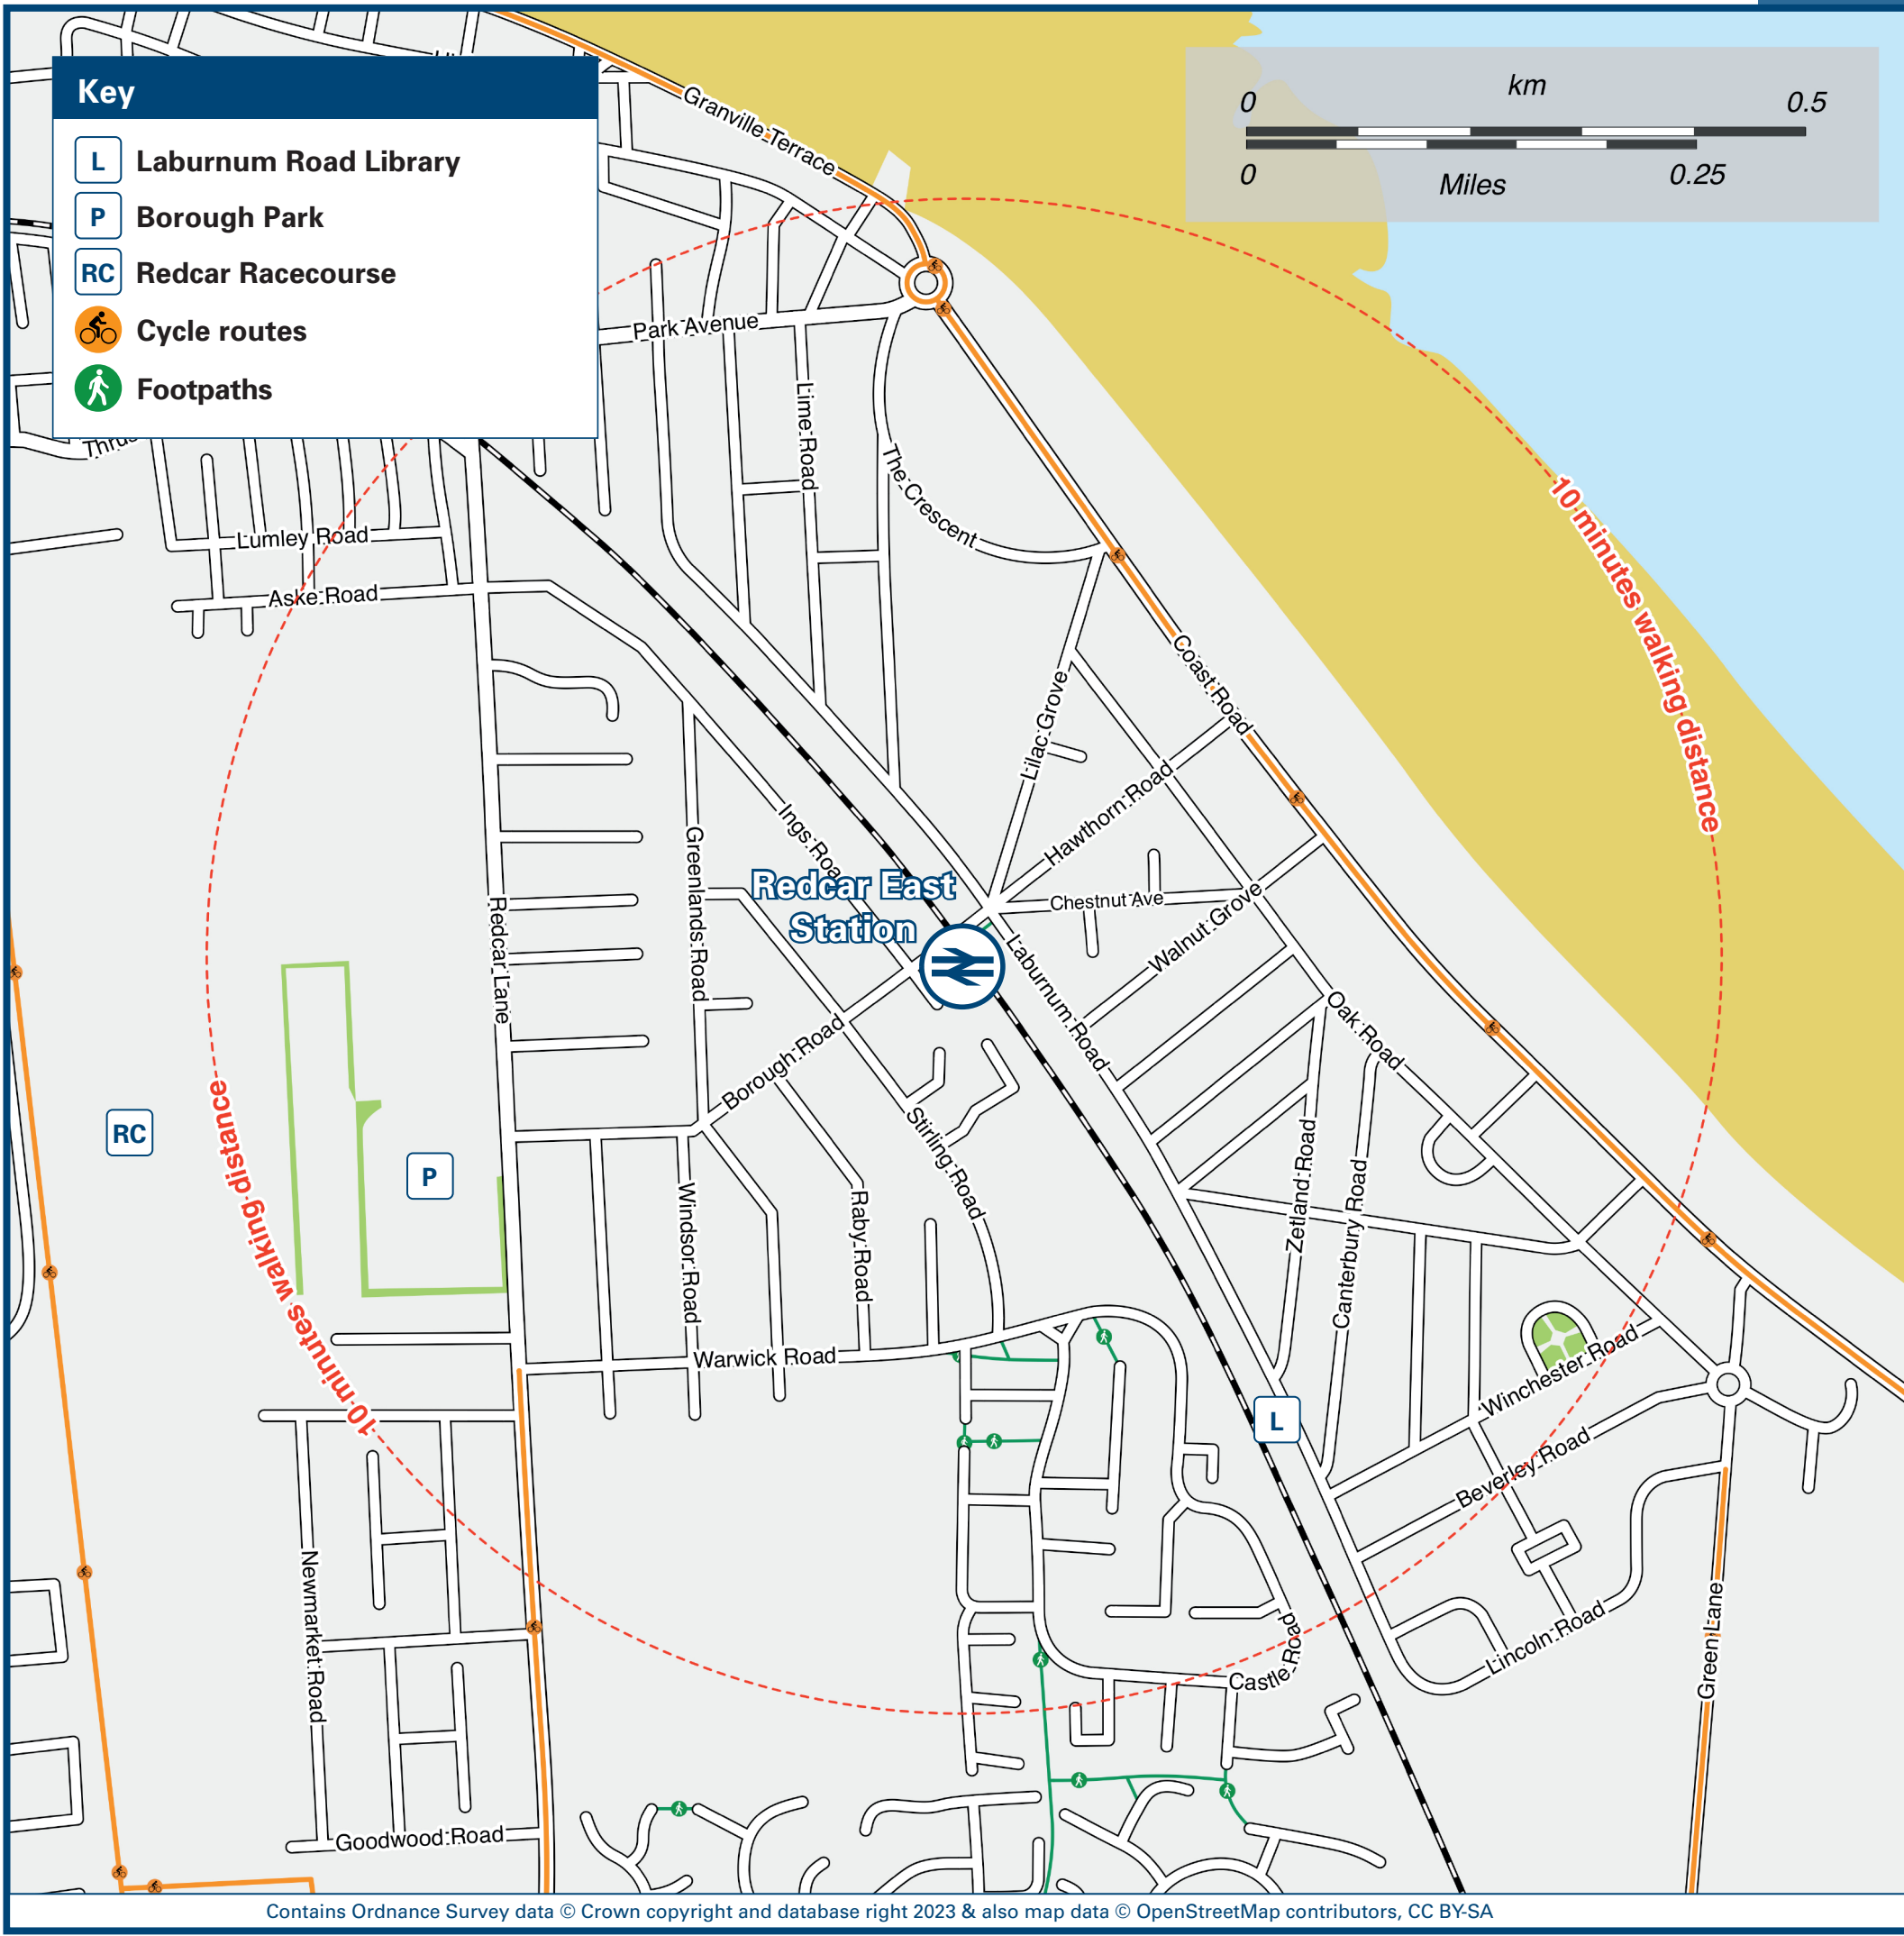 Key
L Laburnum Road Library
P Borough Park
RC Redcar Racecourse
Cycle routes
Footpaths
km
0 0.5
0 0.25
Miles
Granville Terrace
Park Avenue
Lime Road
The Crescent
Lumley Road
Aske Road
Coast Road
Lilac Grove
Hawthorn Road
Chestnut Ave
Walnut Grove
Ings Roa
Greenlands Road
Redcar Lane
Redcar East
Station
Laburnum Road
Oak Road
Borough Road
Stirling Road
Raby Road
Windsor Road
Zetland Road
Canterbury Road
Warwick Road
Winchester Road
Beverley Road
Lincoln Road
Green Lane
Castle Road
Newmarket Road
Goodwood Road
10 minutes walking distance
10 minutes walking distance
RC
P
L
Contains Ordnance Survey data © Crown copyright and database right 2023 & also map data © OpenStreetMap contributors, CC BY-SA